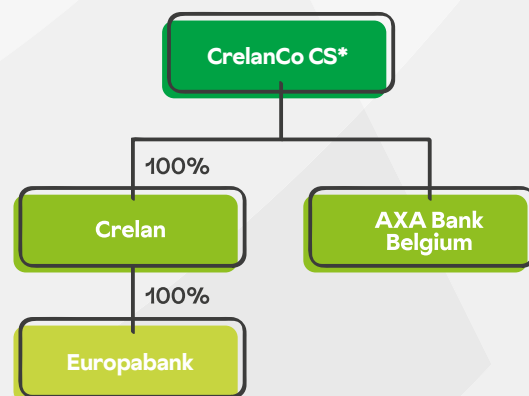 CrelanCo CS*
100%
Crelan
AXA Bank
Belgium
100%
Europabank